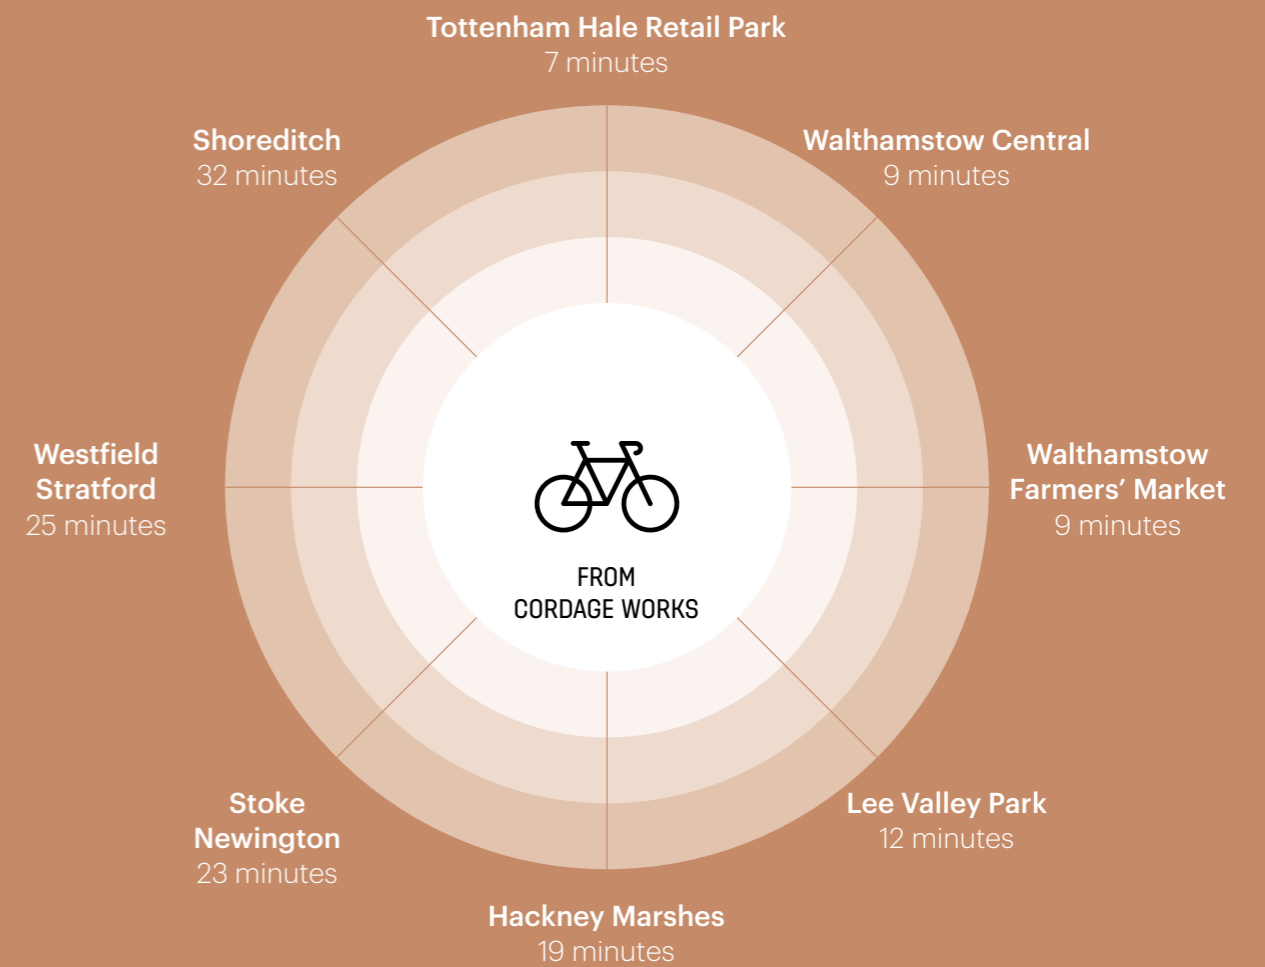 Tottenham Hale Retail Park
7 minutes
Walthamstow Central
9 minutes
Walthamstow
Farmers’ Market
9 minutes
Lee Valley Park
12 minutes
Hackney Marshes
19 minutes
Stoke
Newington
23 minutes
Westfield
Stratford
25 minutes
Shoreditch
32 minutes
FROM
CORDAGE WORKS